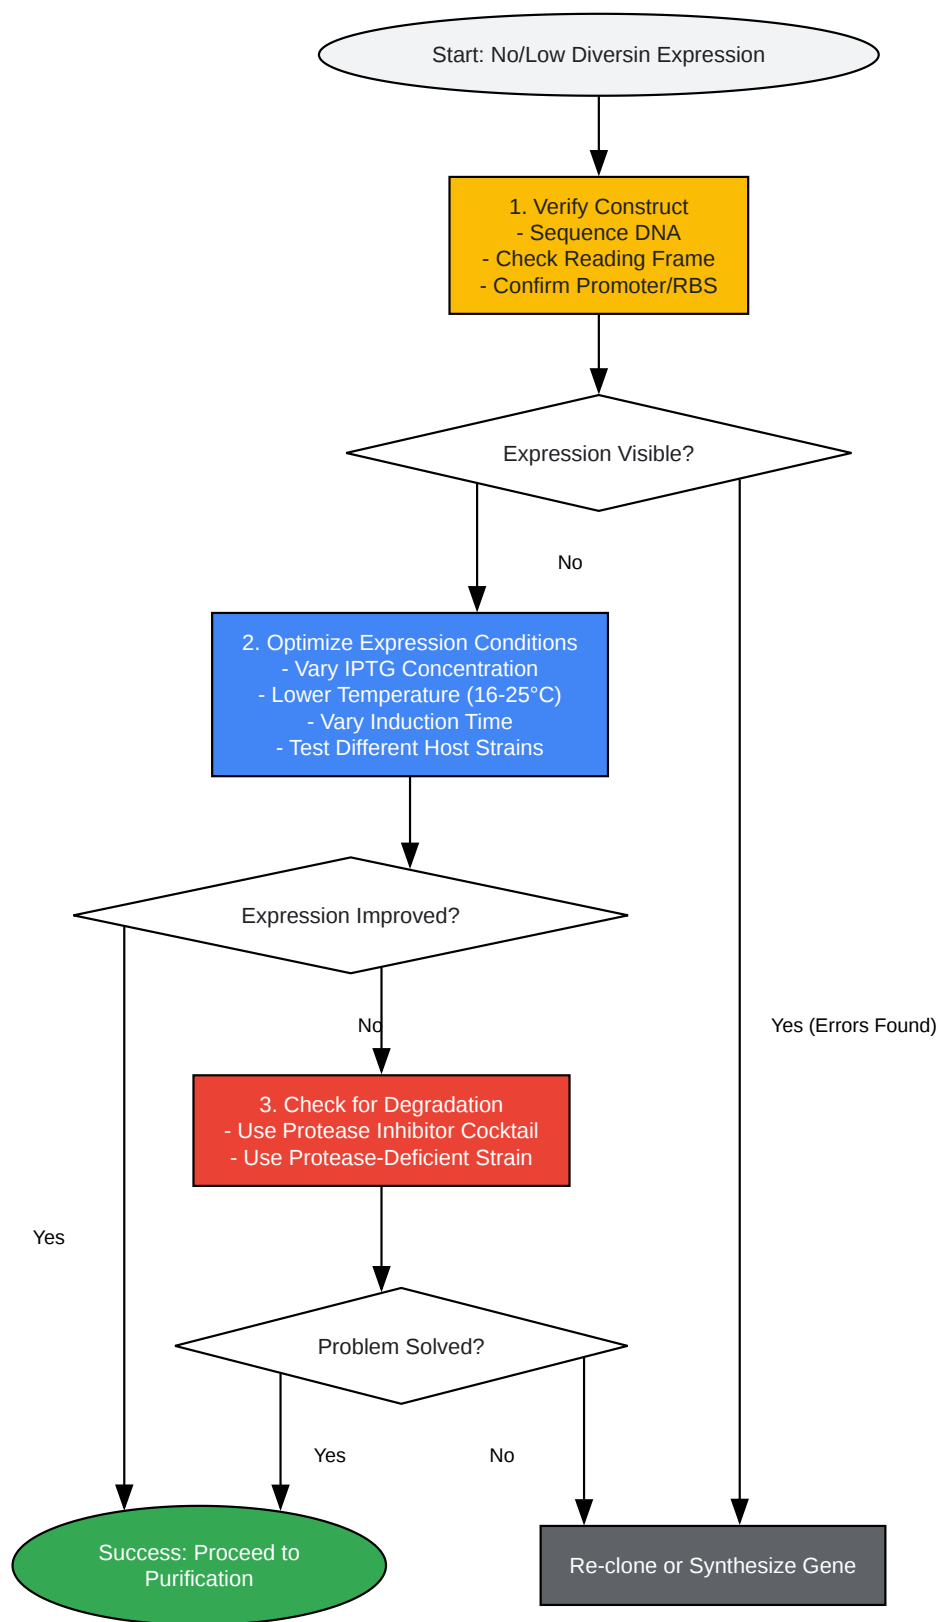 Start: No/Low Diversin Expression
1. Verify Construct
- Sequence DNA
- Check Reading Frame
- Confirm Promoter/RBS
Expression Visible?
No
2. Optimize Expression Conditions
- Vary IPTG Concentration
- Lower Temperature (16-25°C)
- Vary Induction Time
- Test Different Host Strains
Expression Improved?
No
Yes (Errors Found)
3. Check for Degradation
- Use Protease Inhibitor Cocktail
- Use Protease-Deficient Strain
Yes
Problem Solved?
Yes
No
Success: Proceed to
Purification
Re-clone or Synthesize Gene